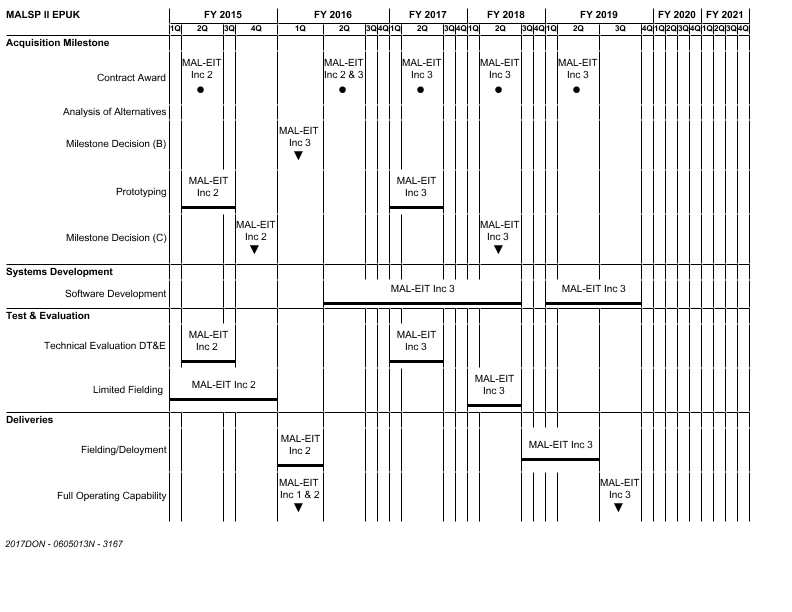 MALSP II EPUK FY 2015 FY 2016 FY 2017 FY 2018 FY 2019 FY 2020 FY 2021
1Q 2Q 3Q 4Q 1Q 2Q 3Q 4Q 1Q 2Q 3Q 4Q 1Q 2Q 3Q 4Q 1Q 2Q 3Q 4Q 1Q 2Q 3Q 4Q 1Q 2Q 3Q 4Q
Acquisition Milestone
MAL-EIT MAL-EIT MAL-EIT MAL-EIT MAL-EIT
Inc 2 Inc 2 & 3 Inc 3 Inc 3 Inc 3
Contract Award
Analysis of Alternatives
MAL-EIT
Inc 3
Milestone Decision (B)
MAL-EIT MAL-EIT
Inc 2 Inc 3
Prototyping
MAL-EIT MAL-EIT
Inc 2 Inc 3
Milestone Decision (C)
Systems Development
MAL-EIT Inc 3 MAL-EIT Inc 3
Software Development
Test & Evaluation
MAL-EIT MAL-EIT
Inc 2 Inc 3
Technical Evaluation DT&E
MAL-EIT
MAL-EIT Inc 2
Inc 3
Limited Fielding
Deliveries
MAL-EIT
Inc 2
MAL-EIT Inc 3
Fielding/Deloyment
MAL-EIT MAL-EIT
Inc 1 & 2 Inc 3
Full Operating Capability
2017DON - 0605013N - 3167